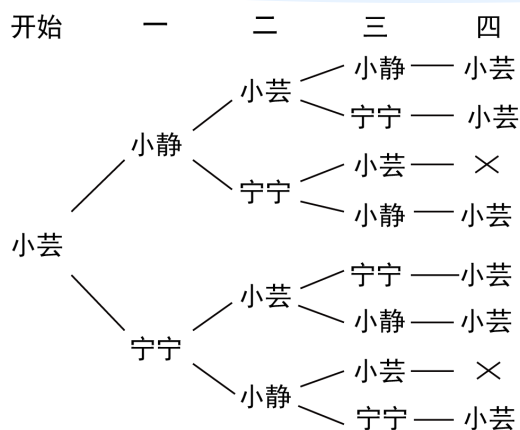 开始 一 二 三 四
小静 小芸
小芸
宁宁 小芸
小静
小芸 ×
宁宁
小静 小芸
小芸
宁宁 小芸
小芸
小静 小芸
宁宁
小芸 ×
小静
宁宁 小芸